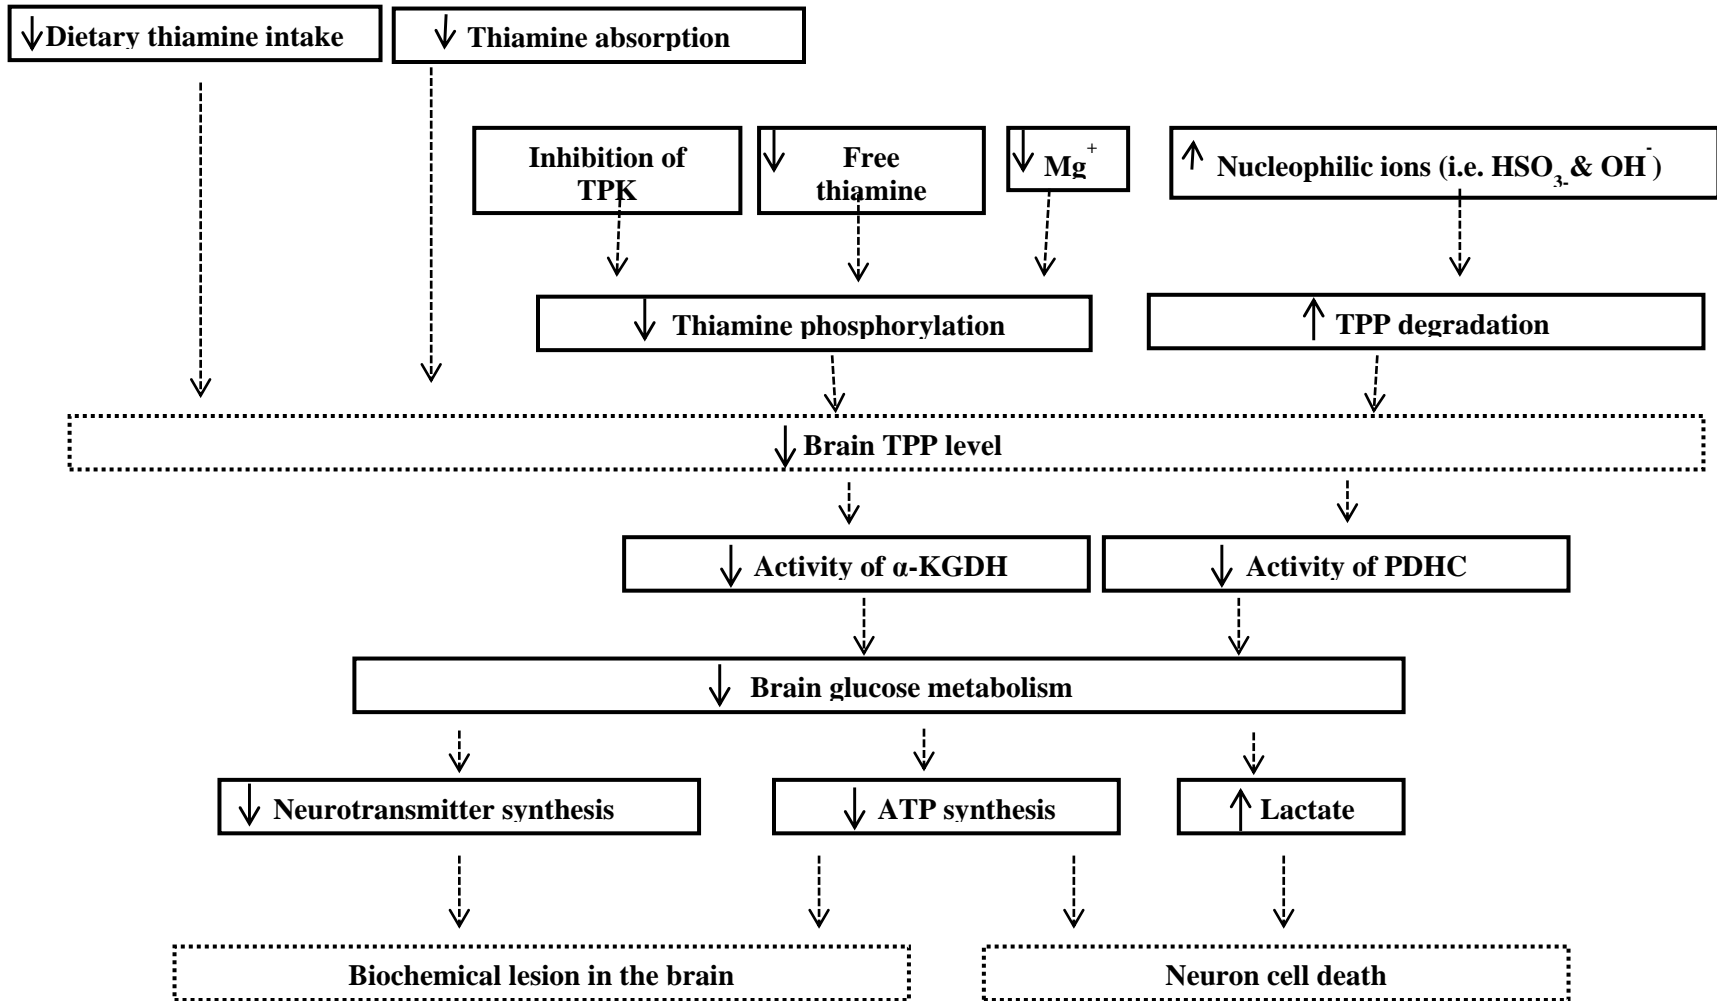 ↓Dietary thiamine intake
↓ Thiamine absorption
Inhibition of
TPK
↓ Free
thiamine
↓ Mg⁺
↑ Nucleophilic ions (i.e. HSO₃₋& OH⁻)
↓ Thiamine phosphorylation
↑ TPP degradation
↓ Brain TPP level
↓ Activity of α-KGDH
↓ Activity of PDHC
↓ Brain glucose metabolism
↓ Neurotransmitter synthesis
↓ ATP synthesis
↑ Lactate
Biochemical lesion in the brain
Neuron cell death